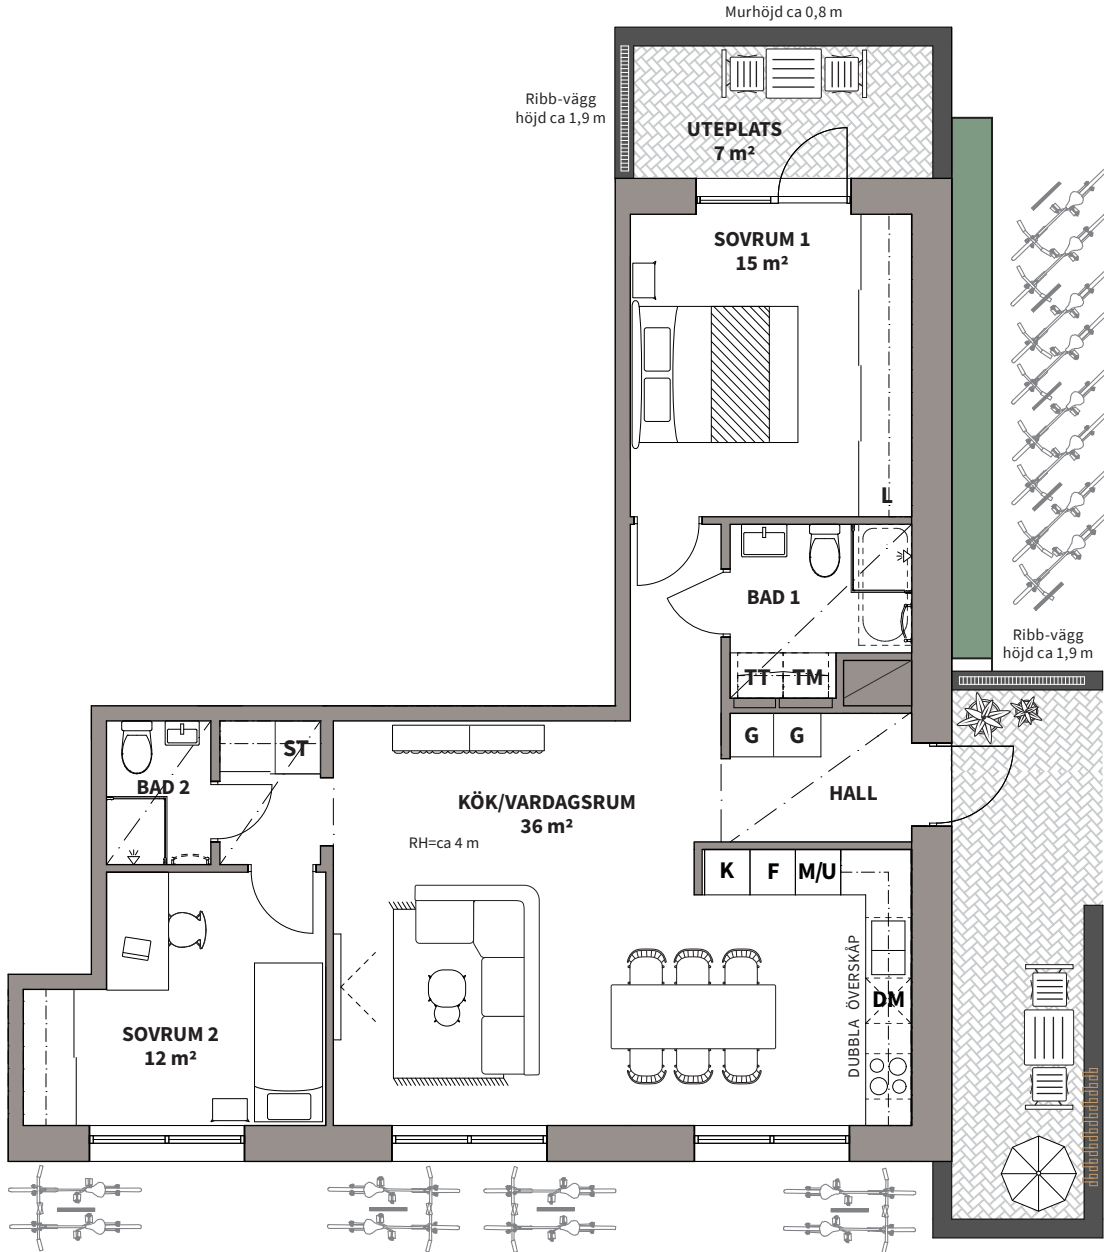 Murhöjd ca 0,8 m
Ribb-vägg
höjd ca 1,9 m
UTEPLATS
7 m²
SOVRUM 1
15 m²
L
BAD 1
TT
TM
Ribb-vägg
höjd ca 1,9 m
G
G
ST
BAD 2
HALL
KÖK/VARDAGSRUM
36 m²
RH=ca 4 m
K
F
M/U
DUBBLA ÖVERSKÅP
DM
SOVRUM 2
12 m²